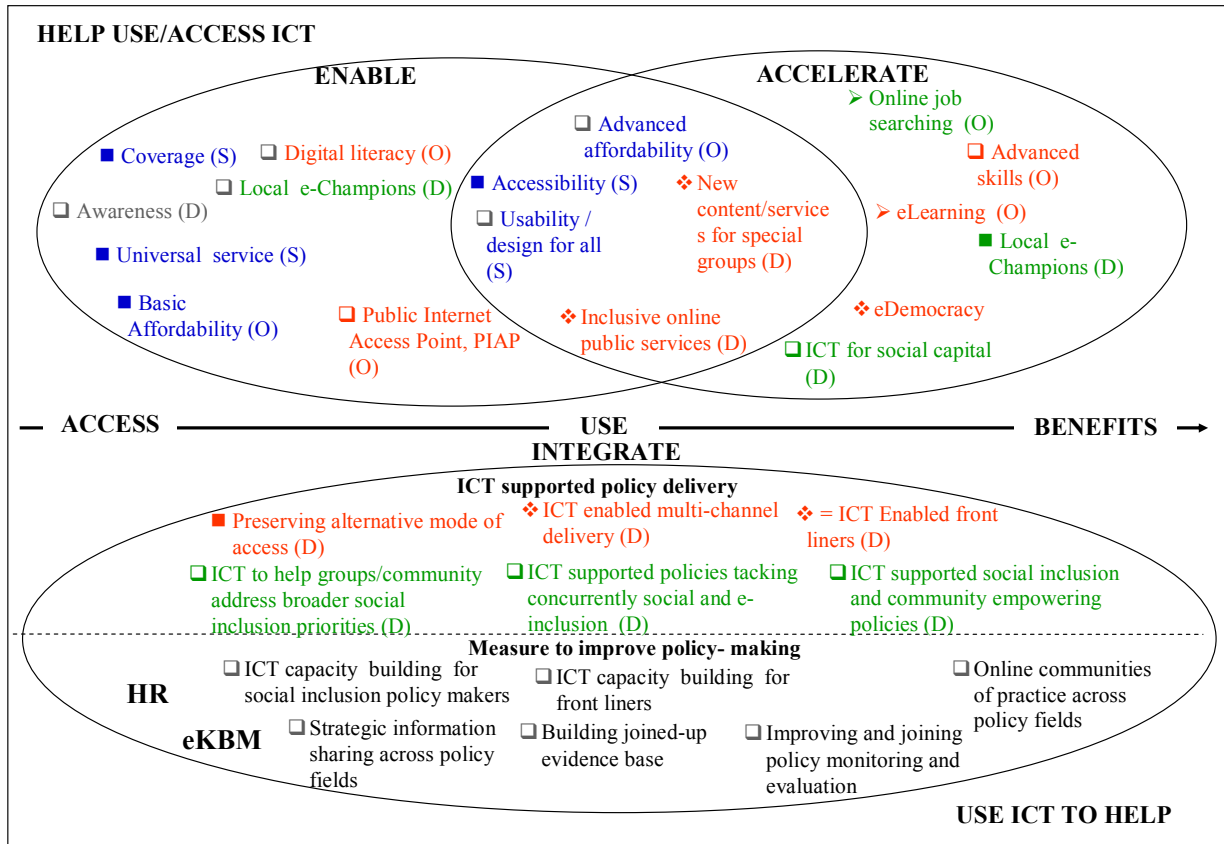 HELP USE/ACCESS ICT
ENABLE
Coverage (S)
Digital literacy (O)
Local e-Champions (D)
Awareness (D)
Universal service (S)
Basic
Affordability (O)
Public Internet
Access Point, PIAP
(O)
Advanced
affordability (O)
Accessibility (S)
Usability /
design for all
(S)
New
content/service
s for special
groups (D)
Inclusive online
public services (D)
ACCELERATE
Online job
searching (O)
Advanced
skills (O)
eLearning (O)
Local e-
Champions (D)
eDemocracy
ICT for social capital
(D)
ACCESS
USE
BENEFITS
INTEGRATE
ICT supported policy delivery
Preserving alternative mode of
access (D)
ICT enabled multi-channel
delivery (D)
= ICT Enabled front
liners (D)
ICT to help groups/community
address broader social
inclusion priorities (D)
ICT supported policies tacking
concurrently social and e-
inclusion (D)
ICT supported social inclusion
and community empowering
policies (D)
Measure to improve policy- making
HR
ICT capacity building for
social inclusion policy makers
ICT capacity building for
front liners
Online communities
of practice across
policy fields
eKBM
Strategic information
sharing across policy
fields
Building joined-up
evidence base
Improving and joining
policy monitoring and
evaluation
USE ICT TO HELP